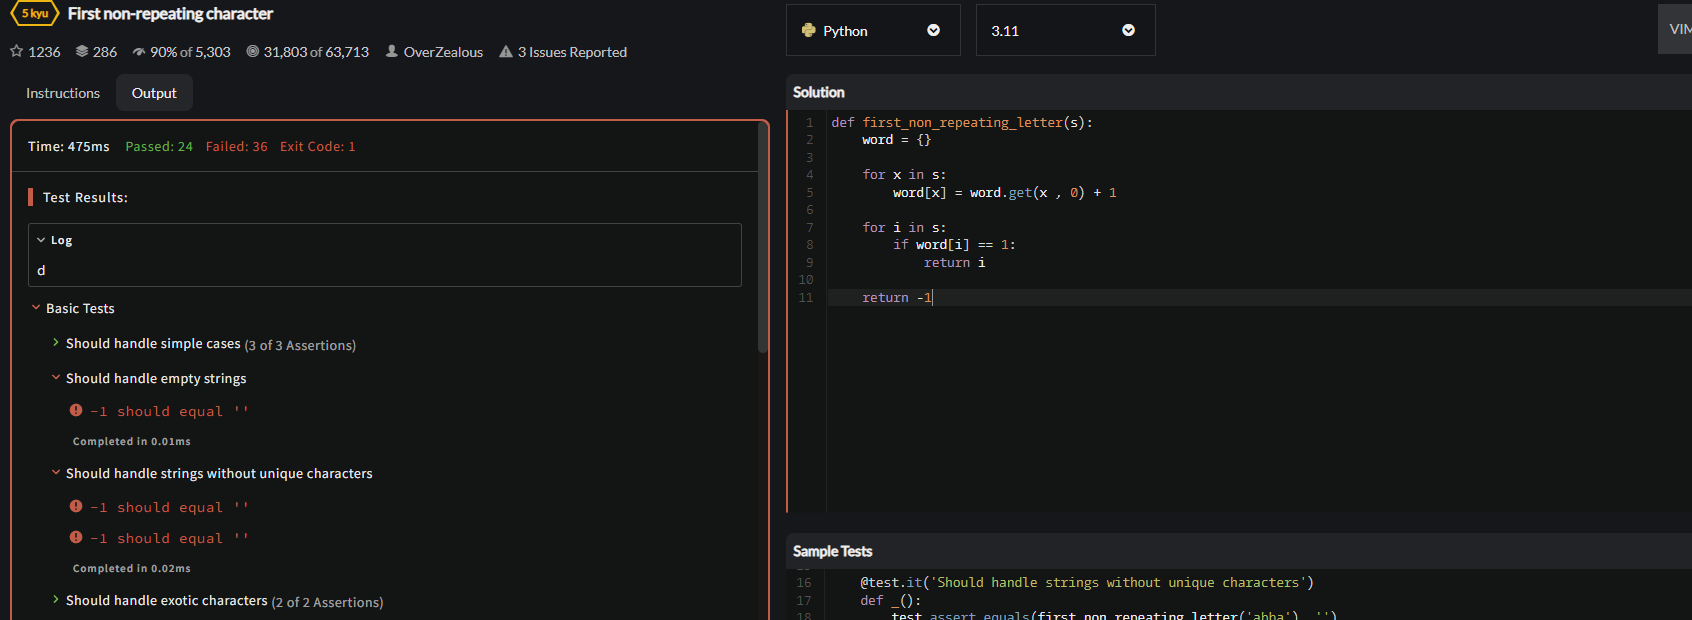 5 kyu First non-repeating character
1236 286 90% of 5,303 31,803 of 63,713 OverZealous 3 Issues Reported
Instructions Output
Time: 475ms Passed: 24 Failed: 36 Exit Code: 1
Test Results:
Log
d
Basic Tests
Should handle simple cases (3 of 3 Assertions)
Should handle empty strings
-1 should equal ''
Completed in 0.01ms
Should handle strings without unique characters
-1 should equal ''
-1 should equal ''
Completed in 0.02ms
Should handle exotic characters (2 of 2 Assertions)
Python 3.11 VIM
Solution
1 def first_non_repeating_letter(s):
2     word = {}
3
4     for x in s:
5         word[x] = word.get(x , 0) + 1
6
7     for i in s:
8         if word[i] == 1:
9             return i
10
11     return -1
Sample Tests
16     @test.it('Should handle strings without unique characters')
17     def _():
18         test.assert_equals(first_non_repeating_letter('abba'), '')